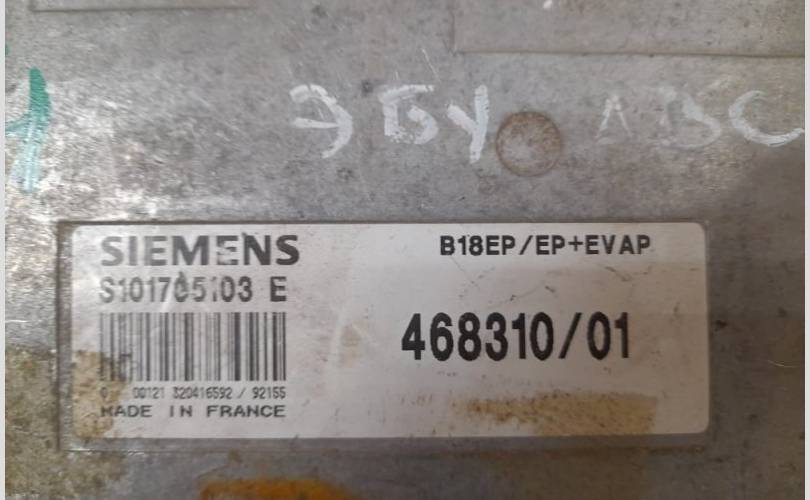 ЭБУ АВС
SIEMENS
B18EP/EP+EVAP
S101705103 E
468310/01
00121 320416592 / 92155
MADE IN FRANCE